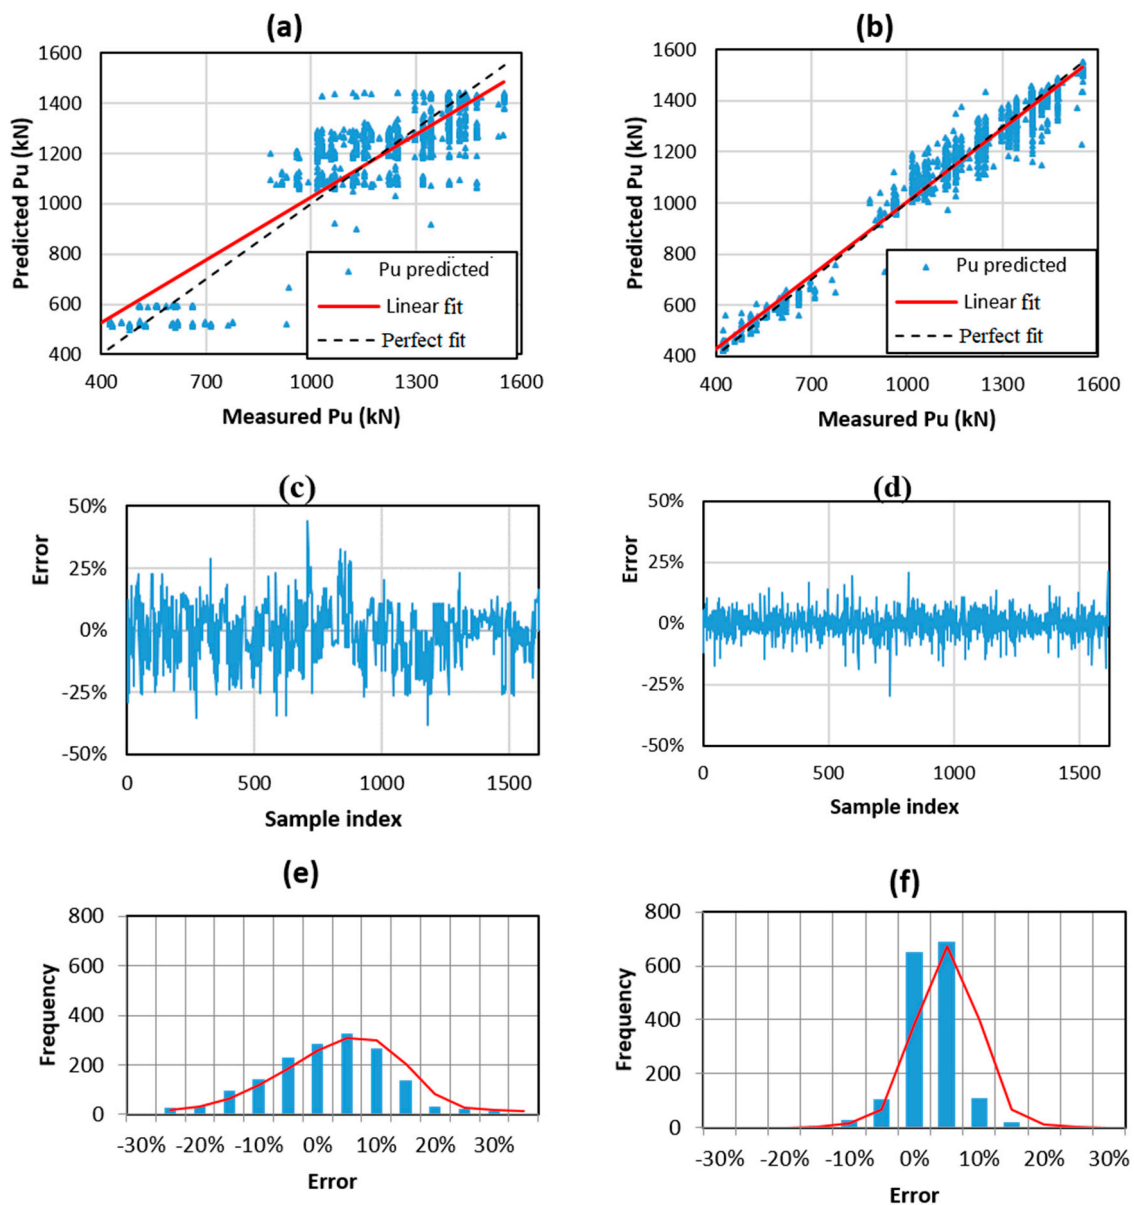 (a)
1600
1400
1200
1000
800
600
400
Predicted Pu (kN)
Pu predicted
Linear fit
Perfect fit
400 700 1000 1300 1600
Measured Pu (kN)
(b)
1600
1400
1200
1000
800
600
400
Predicted Pu (kN)
Pu predicted
Linear fit
Perfect fit
400 700 1000 1300 1600
Measured Pu (kN)
(c)
50%
25%
0%
-25%
-50%
Error
0 500 1000 1500
Sample index
(d)
50%
25%
0%
-25%
-50%
Error
0 500 1000 1500
Sample index
(e)
800
600
400
200
0
Frequency
-30% -20% -10% 0% 10% 20% 30%
Error
(f)
800
600
400
200
0
Frequency
-30% -20% -10% 0% 10% 20% 30%
Error